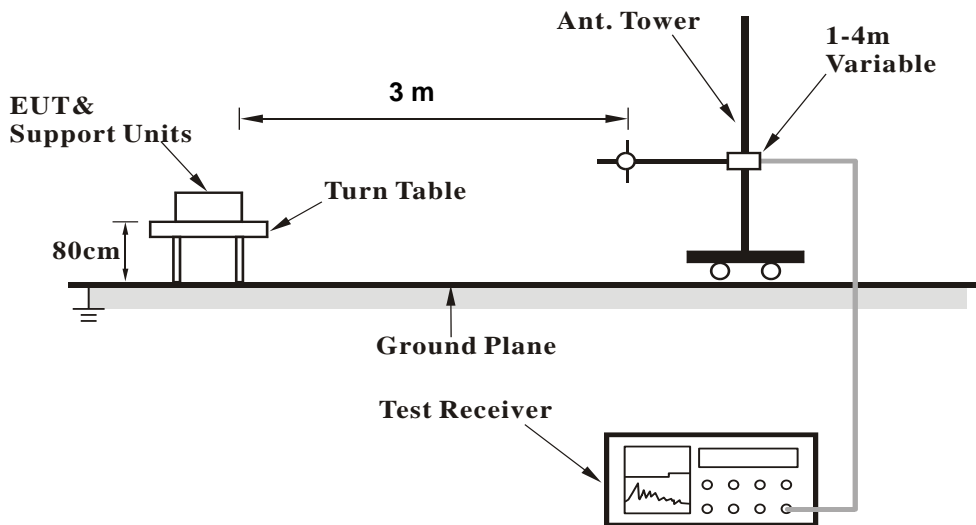 Ant. Tower
1-4m
Variable
3 m
EUT&
Support Units
Turn Table
80cm
Ground Plane
Test Receiver